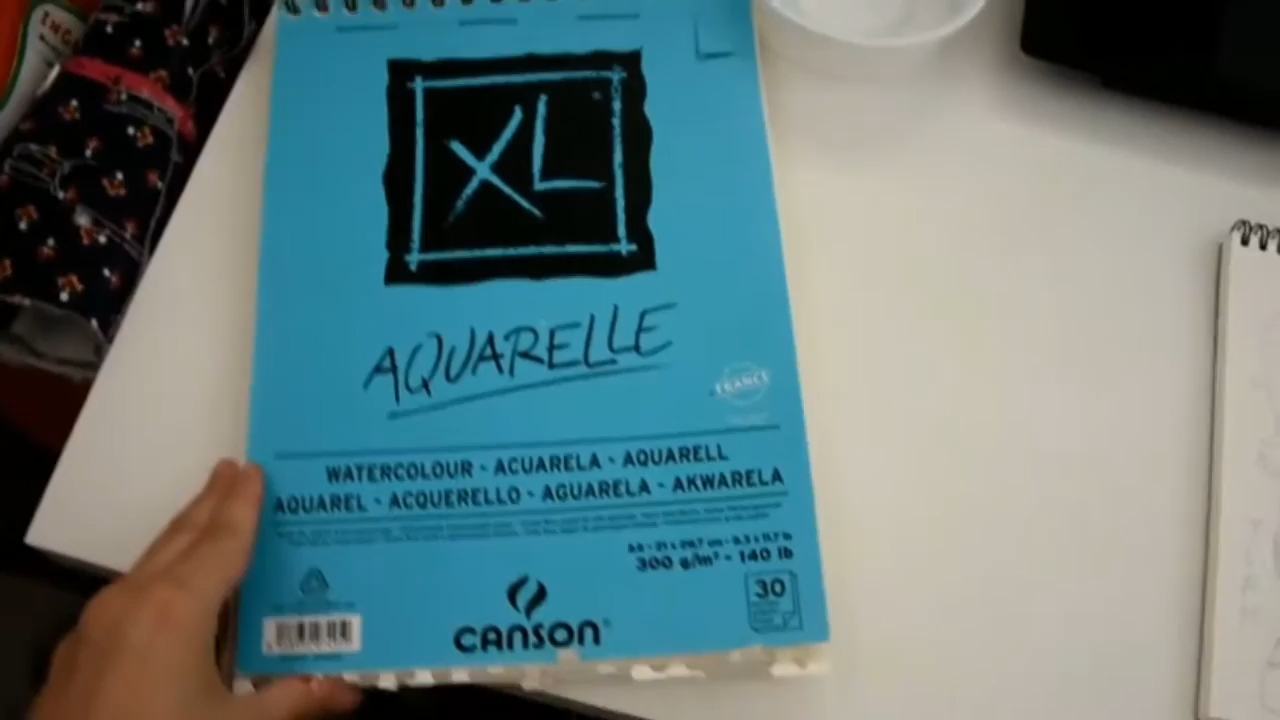 XL
AQUARELLE
FRANCE
WATERCOLOUR - ACUARELA - AQUARELL
AQUAREL - ACQUERELLO - AGUARELA - AKWARELA
300 g/m² - 140 lb
30
CANSON®